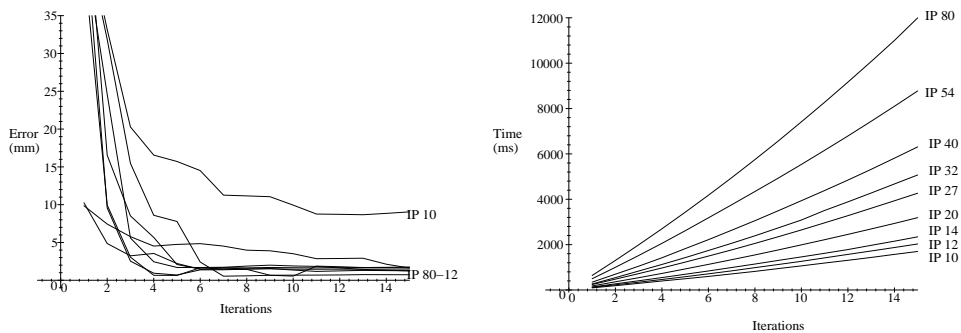 35
30
25
20
Error
(mm)
15
10
5
0
0 2 4 6 8 10 12 14
Iterations
IP 10
IP 80-12
12000
10000
8000
Time
(ms)
6000
4000
2000
0
0 2 4 6 8 10 12 14
Iterations
IP 80
IP 54
IP 40
IP 32
IP 27
IP 20
IP 14
IP 12
IP 10